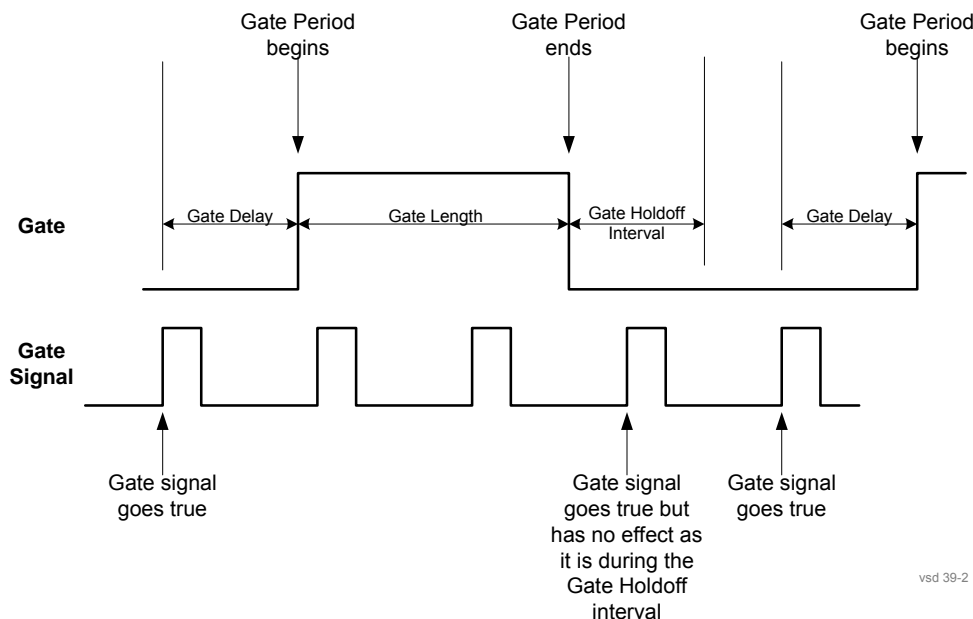 Gate Period
begins
Gate Period
ends
Gate Period
begins
Gate
Gate Delay
Gate Length
Gate Holdoff
Interval
Gate Delay
Gate
Signal
Gate signal
goes true
Gate signal
goes true but
has no effect as
it is during the
Gate Holdoff
interval
Gate signal
goes true
vsd 39-2